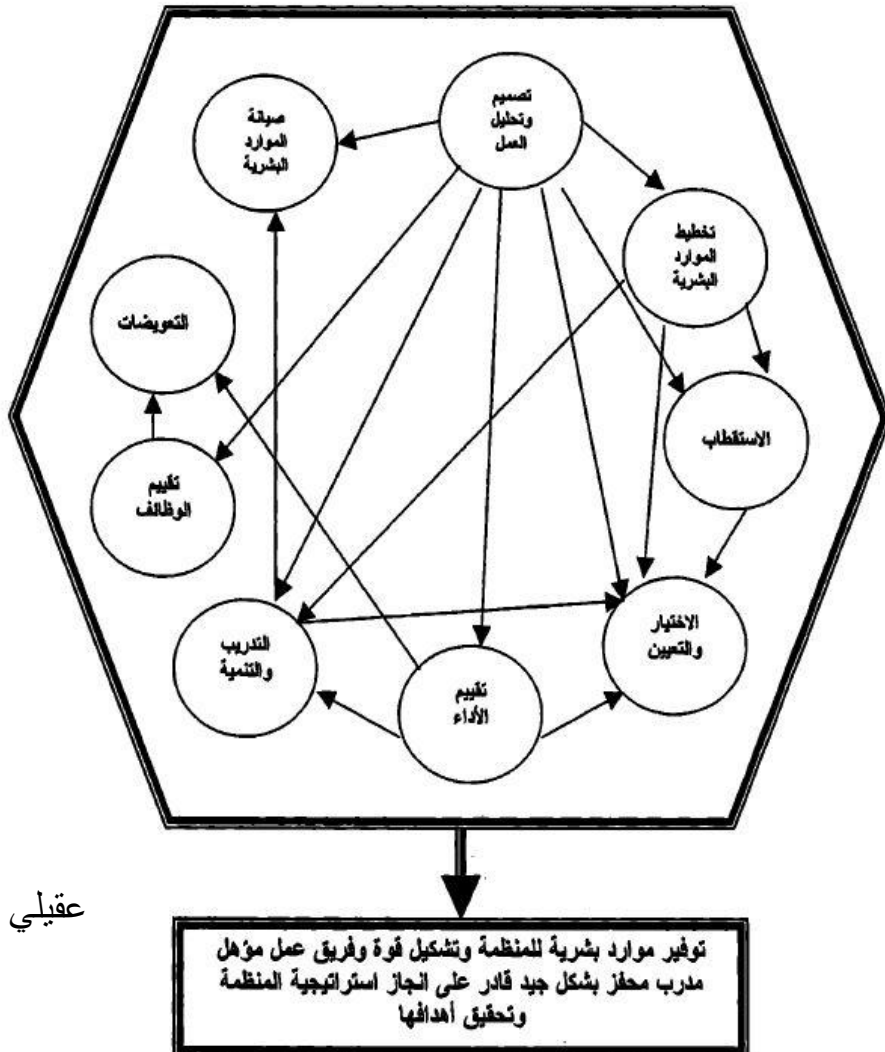 تصميم
وتحليل
العمل
صيانة
الموارد
البشرية
تخطيط
الموارد
البشرية
التعويضات
الاستقطاب
تقييم
الوظائف
الاختيار
والتعيين
التدريب
والتنمية
تقييم
الأداء
عقيلي
توفير موارد بشرية للمنظمة وتشكيل قوة وفريق عمل مؤهل
مدرب محفز بشكل جيد قادر على انجاز استراتيجية المنظمة
وتحقيق أهدافها